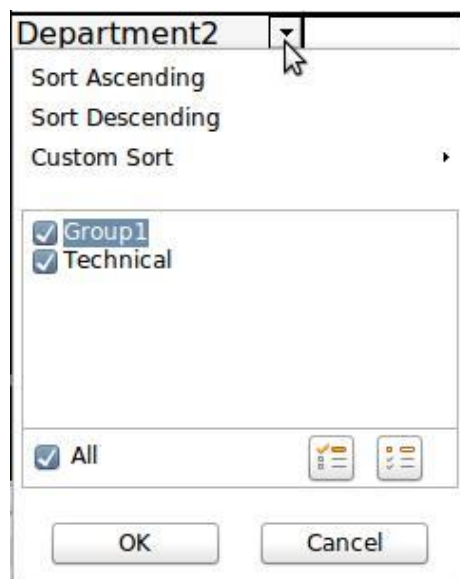 Department2
Sort Ascending
Sort Descending
Custom Sort
Group1
Technical
All
OK
Cancel